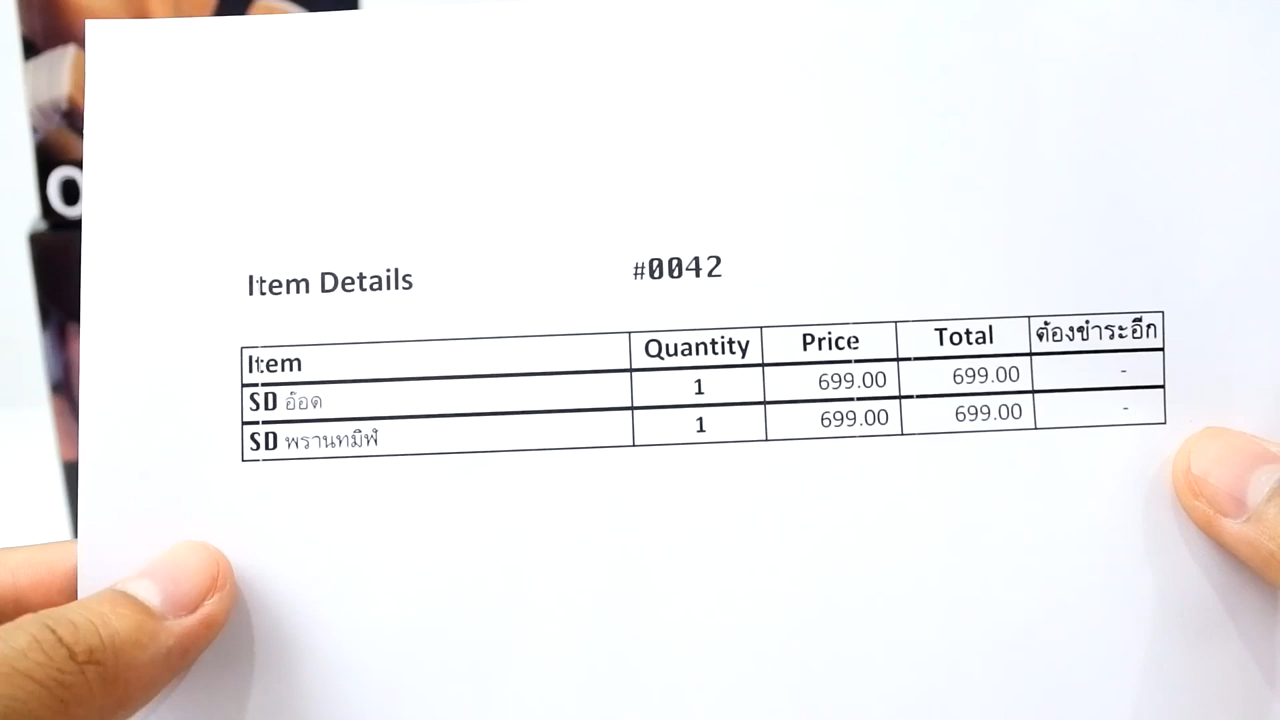 O
Item Details #0042
Item Quantity Price Total ต้องชำระอีก
SD อ๊อด 1 699.00 699.00 -
SD พรานทมิฬ 1 699.00 699.00 -